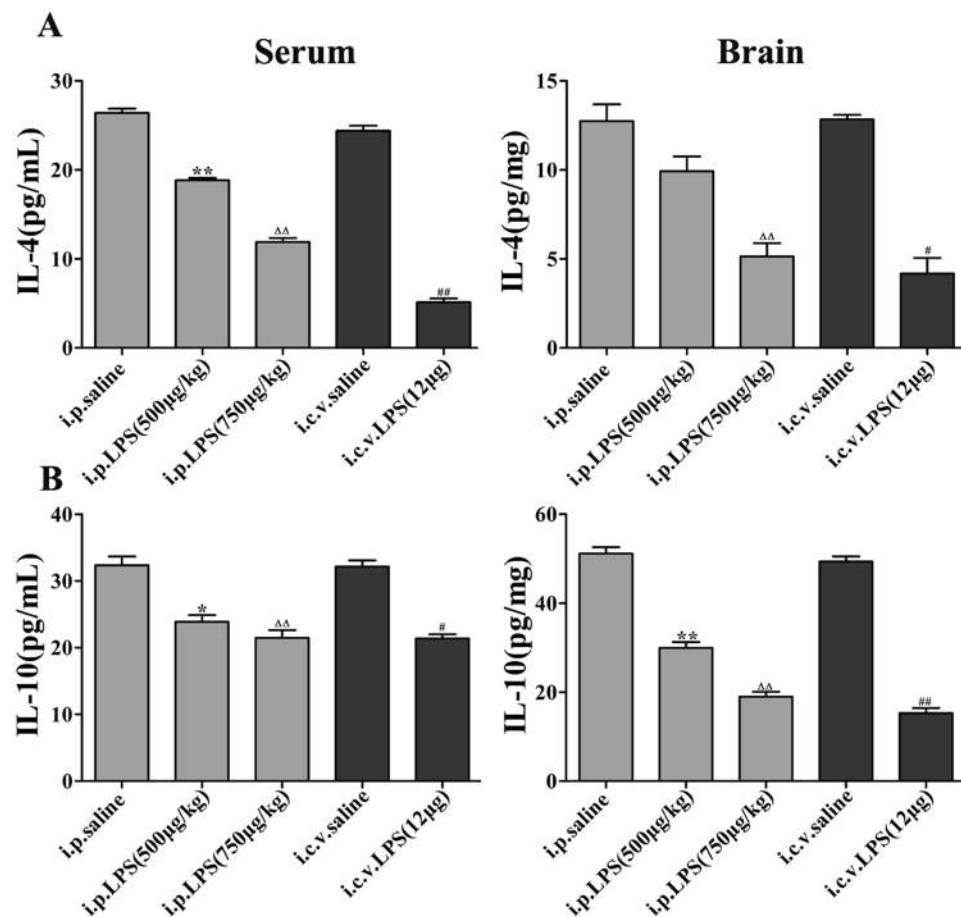 A
Serum
Brain
IL-4(pg/mL)
30
20
10
0
**
ΔΔ
##
i.p.saline
i.p.LPS(500μg/kg)
i.p.LPS(750μg/kg)
i.c.v.saline
i.c.v.LPS(12μg)
IL-4(pg/mg)
15
10
5
0
ΔΔ
#
i.p.saline
i.p.LPS(500μg/kg)
i.p.LPS(750μg/kg)
i.c.v.saline
i.c.v.LPS(12μg)
B
IL-10(pg/mL)
40
30
20
10
0
*
ΔΔ
#
i.p.saline
i.p.LPS(500μg/kg)
i.p.LPS(750μg/kg)
i.c.v.saline
i.c.v.LPS(12μg)
IL-10(pg/mg)
60
40
20
0
**
ΔΔ
##
i.p.saline
i.p.LPS(500μg/kg)
i.p.LPS(750μg/kg)
i.c.v.saline
i.c.v.LPS(12μg)